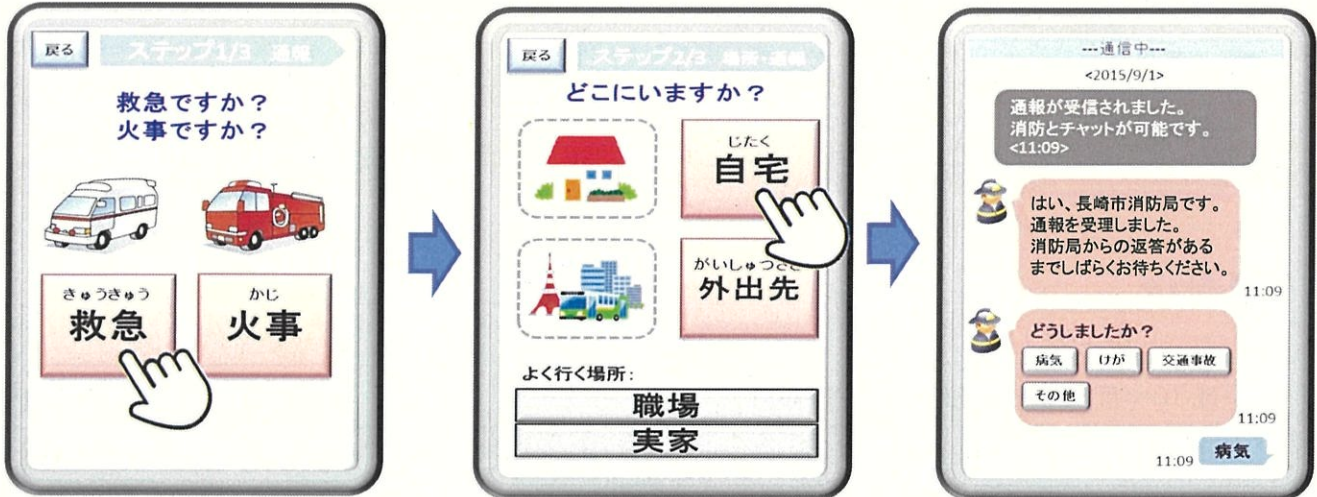 戻る
ステップ1/3 通報
救急ですか？
火事ですか？
きゅうきゅう
救急
かじ
火事
戻る
ステップ2/3 場所・通報
どこにいますか？
じたく
自宅
がいしゅつさき
外出先
よく行く場所：
職場
実家
---通信中---
<2015/9/1>
通報が受信されました。
消防とチャットが可能です。
<11:09>
はい、長崎市消防局です。
通報を受理しました。
消防局からの返答がある
までしばらくお待ちください。
11:09
どうしましたか？
病気 けが 交通事故
その他
11:09
11:09 病気